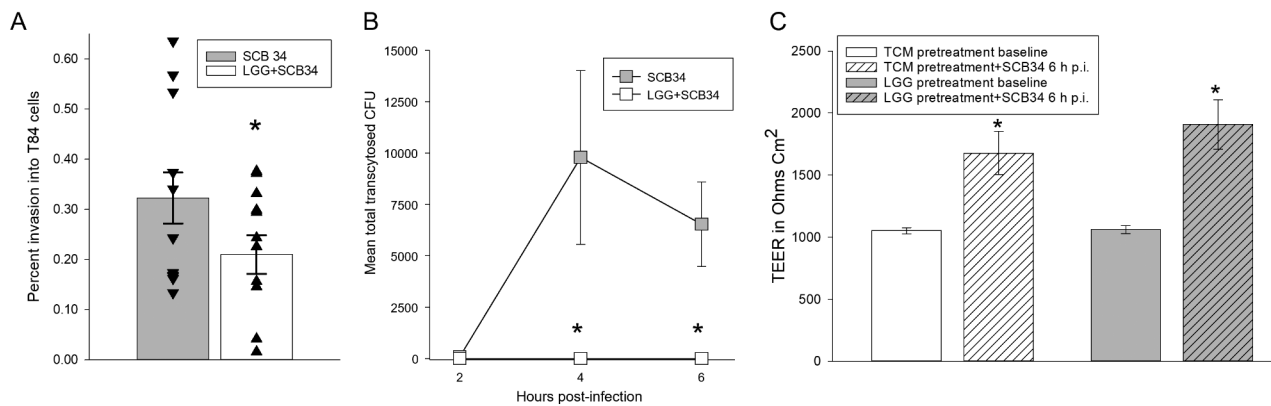 A
Percent invasion into T84 cells
0.60
0.50
0.40
0.30
0.20
0.10
0.00
SCB 34
LGG+SCB34
*
B
Mean total transcytosed CFU
15000
12500
10000
7500
5000
2500
0
SCB34
LGG+SCB34
* *
2 4 6
Hours post-infection
C
TEER in Ohms Cm2
2500
2000
1500
1000
500
0
TCM pretreatment baseline
TCM pretreatment+SCB34 6 h p.i.
LGG pretreatment baseline
LGG pretreatment+SCB34 6 h p.i.
* *